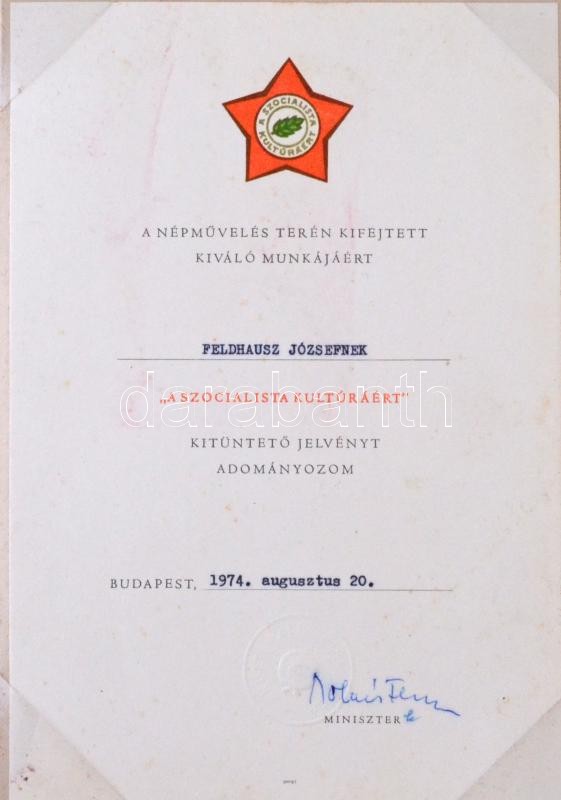 A SZOCIALISTA
KULTÚRÁÉRT
A NÉPMŰVELÉS TERÉN KIFEJTETT
KIVÁLÓ MUNKÁJÁÉRT
FELDHAUSZ JÓZSEFNEK
„A SZOCIALISTA KULTÚRÁÉRT"
darabanth
KITÜNTETŐ JELVÉNYT
ADOMÁNYOZOM
BUDAPEST, 1974. augusztus 20.
MINISZTER